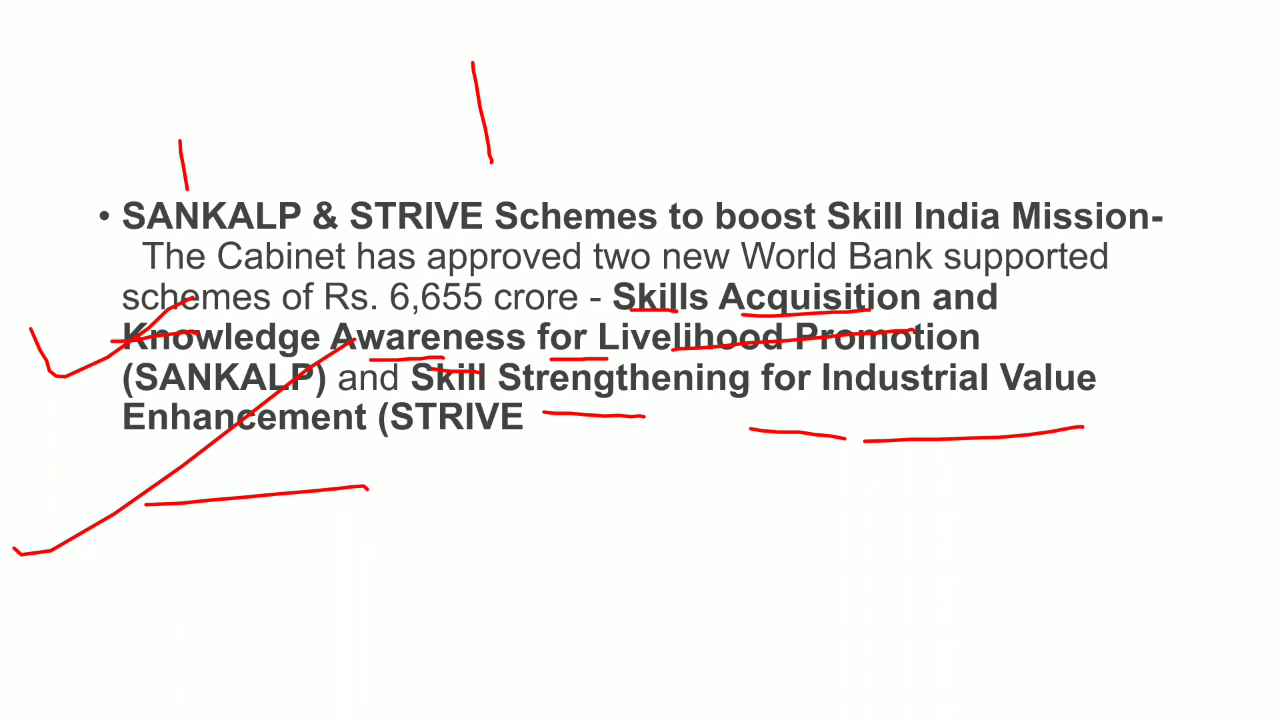 • SANKALP & STRIVE Schemes to boost Skill India Mission-
The Cabinet has approved two new World Bank supported
schemes of Rs. 6,655 crore - Skills Acquisition and
Knowledge Awareness for Livelihood Promotion
(SANKALP) and Skill Strengthening for Industrial Value
Enhancement (STRIVE